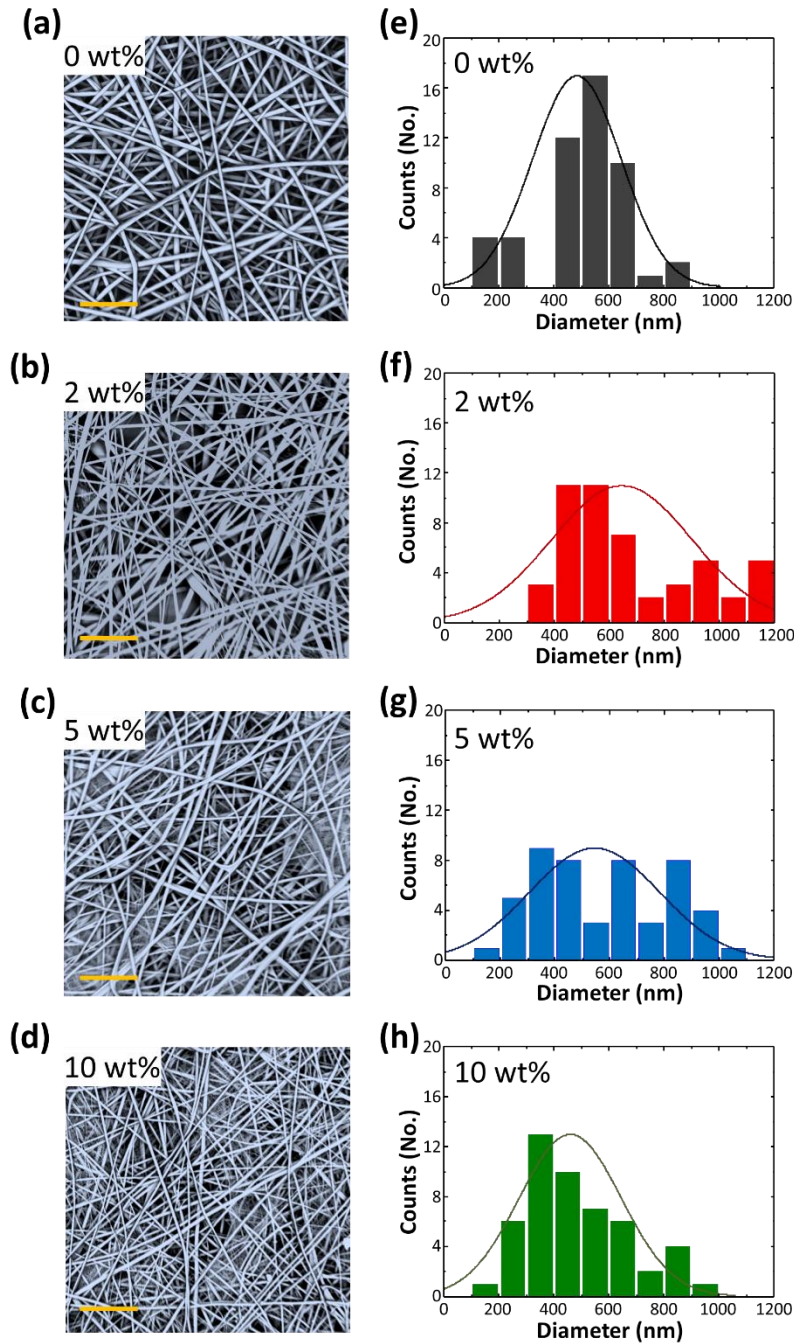 (a)
0 wt%
(e)
0 wt%
Counts (No.)
20
16
12
8
4
0
0 200 400 600 800 1000 1200
Diameter (nm)
(b)
2 wt%
(f)
2 wt%
Counts (No.)
20
16
12
8
4
0
0 200 400 600 800 1000 1200
Diameter (nm)
(c)
5 wt%
(g)
5 wt%
Counts (No.)
20
16
12
8
4
0
0 200 400 600 800 1000 1200
Diameter (nm)
(d)
10 wt%
(h)
10 wt%
Counts (No.)
20
16
12
8
4
0
0 200 400 600 800 1000 1200
Diameter (nm)